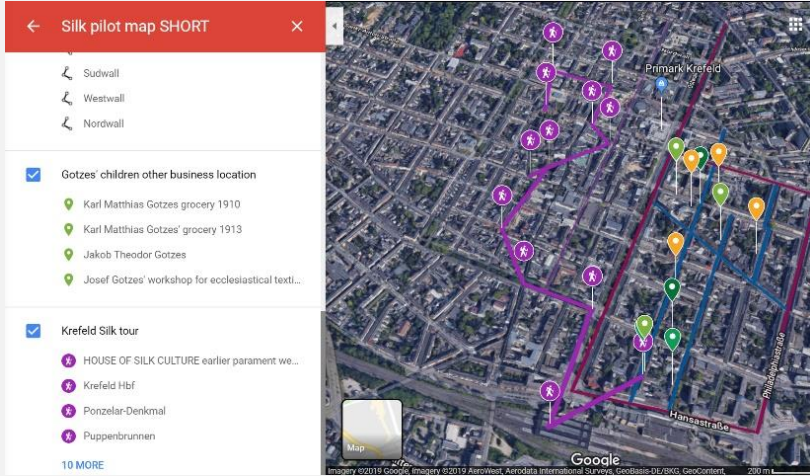 Silk pilot map SHORT
Sudwall
Westwall
Nordwall
Gotzes´ children other business location
Karl Matthias Gotzes grocery 1910
Karl Matthias Gotzes' grocery 1913
Jakob Theodor Gotzes
Josef Gotzes' workshop for ecclesiastical texti...
Krefeld Silk tour
HOUSE OF SILK CULTURE earlier parament we...
Krefeld Hbf
Ponzelar-Denkmal
Puppenbrunnen
10 MORE
Primark Krefeld
Philadelphiastraße
Hansastraße
Map
Google
Imagery ©2019 Google, Imagery ©2019 AeroWest, Aerodata International Surveys, GeoBasis-DE/BKG, GeoContent,
200 m